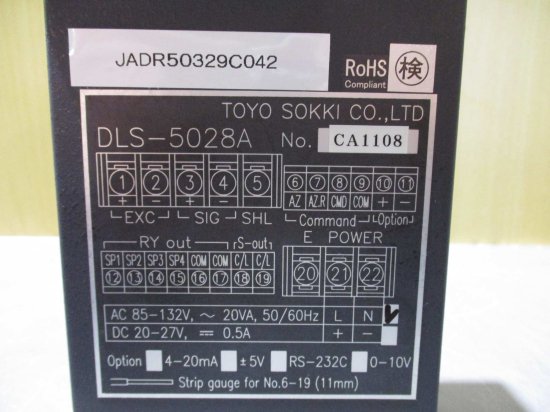 JADR50329C042
RoHS
Compliant
検
TOYO SOKKI CO.,LTD
DLS-5028A No. CA1108
1 2 3 4 5
+ - + - 
EXC SIG SHL
6 7 8 9 10 11
AZ AZ.R CMD COM + -
Command Option
RY out S-out
SP1 SP2 SP3 SP4 COM COM C/L C/L
12 13 14 15 16 17 18 19
E POWER
20 21 22
AC 85-132V, ~ 20VA, 50/60Hz L N
DC 20-27V, ⎓ 0.5A + -
Option 4-20mA ±5V RS-232C 0-10V
Strip gauge for No.6-19 (11mm)